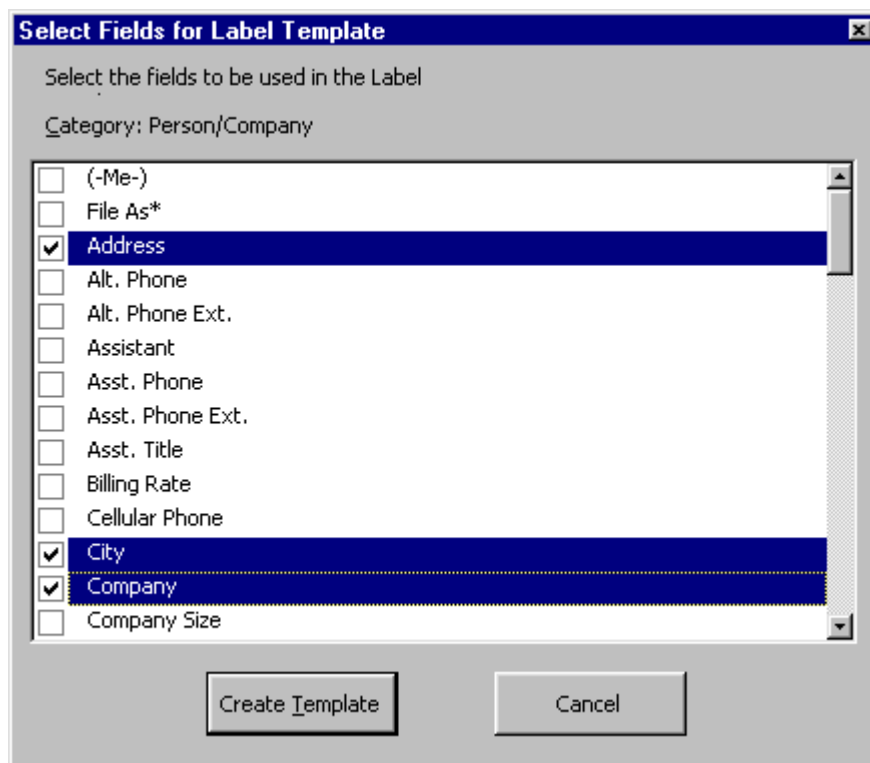 Select Fields for Label Template
Select the fields to be used in the Label
Category: Person/Company
(-Me-)
File As*
Address
Alt. Phone
Alt. Phone Ext.
Assistant
Asst. Phone
Asst. Phone Ext.
Asst. Title
Billing Rate
Cellular Phone
City
Company
Company Size
Create Template
Cancel